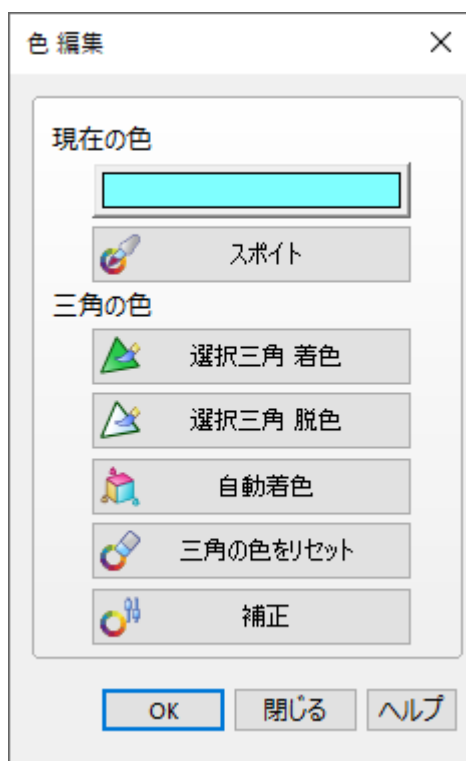 色 編集
現在の色
スポイト
三角の色
選択三角 着色
選択三角 脱色
自動着色
三角の色をリセット
補正
OK 閉じる ヘルプ